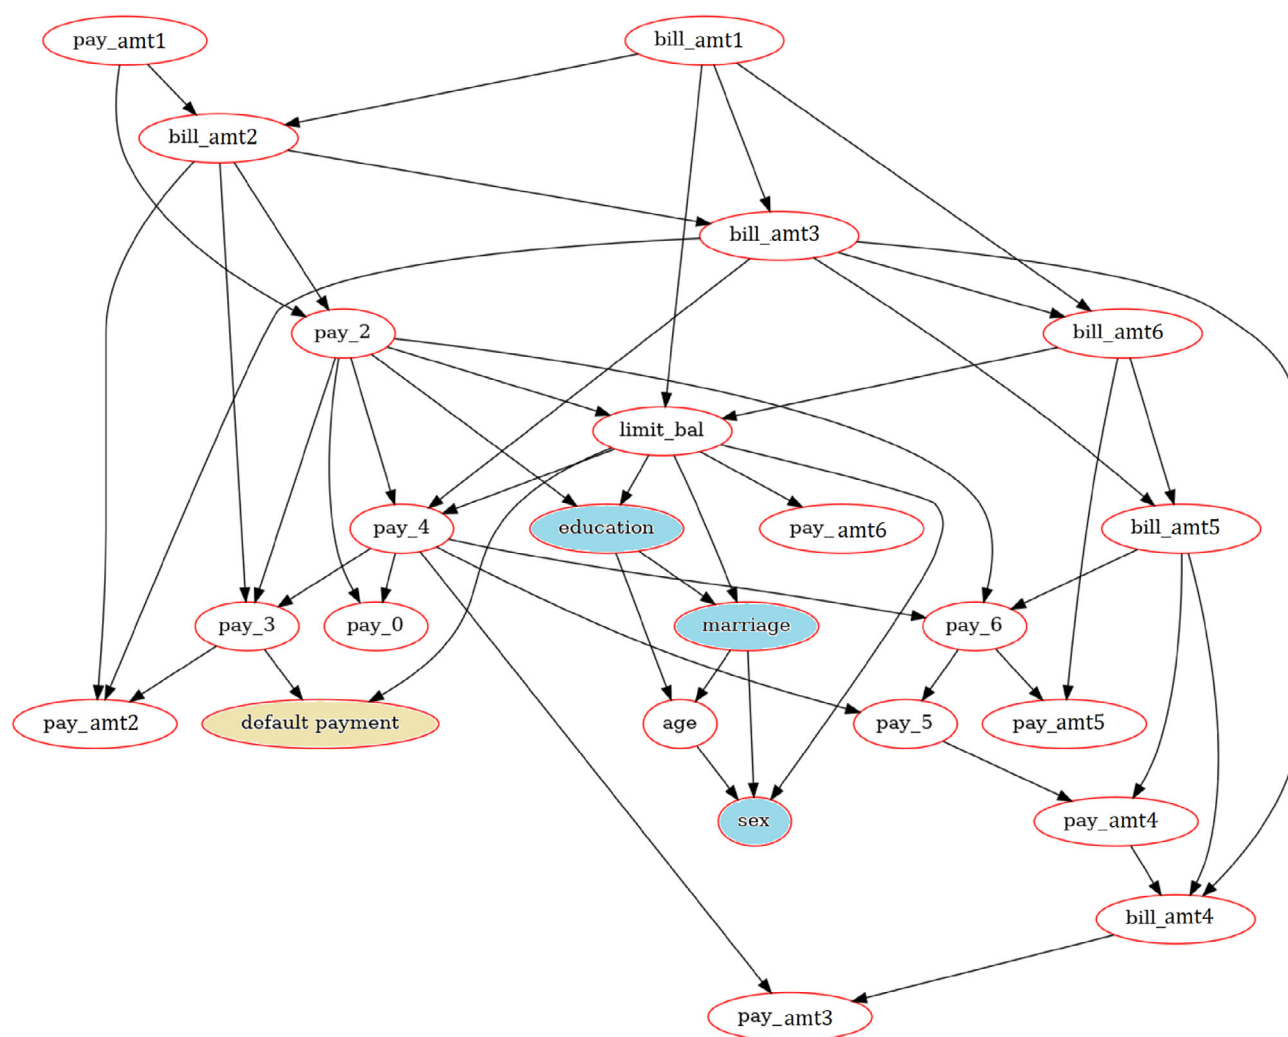 pay_amt1
bill_amt1
bill_amt2
bill_amt3
pay_2
bill_amt6
limit_bal
pay_4
education
pay_amt6
bill_amt5
pay_3
pay_0
marriage
pay_6
pay_amt2
default payment
age
pay_5
pay_amt5
sex
pay_amt4
bill_amt4
pay_amt3